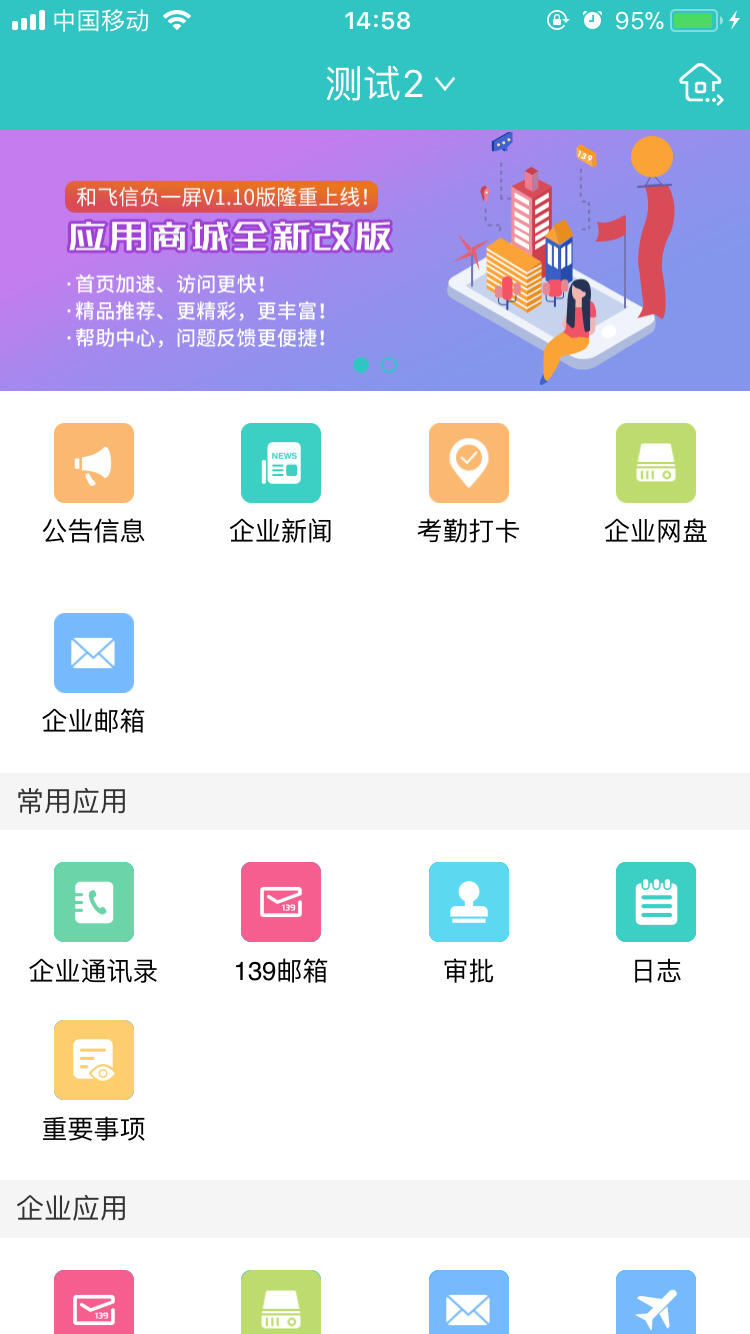 中国移动
14:58
95%
测试2
139
和飞信负一屏V1.10版隆重上线!
应用商城全新改版
·首页加速、访问更快!
·精品推荐、更精彩，更丰富!
·帮助中心，问题反馈更便捷!
NEWS
公告信息
企业新闻
考勤打卡
企业网盘
企业邮箱
常用应用
139
企业通讯录
139邮箱
审批
日志
重要事项
企业应用
139